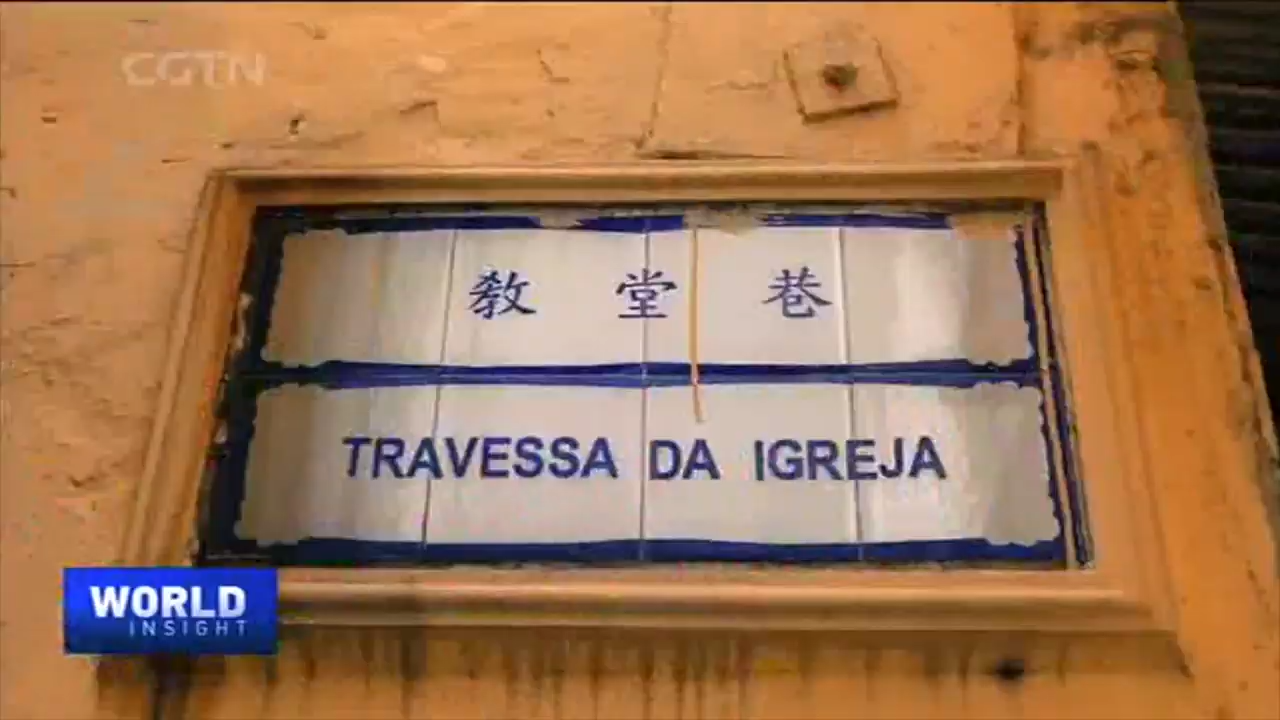 CGTN
教堂巷
TRAVESSA DA IGREJA
WORLD
INSIGHT